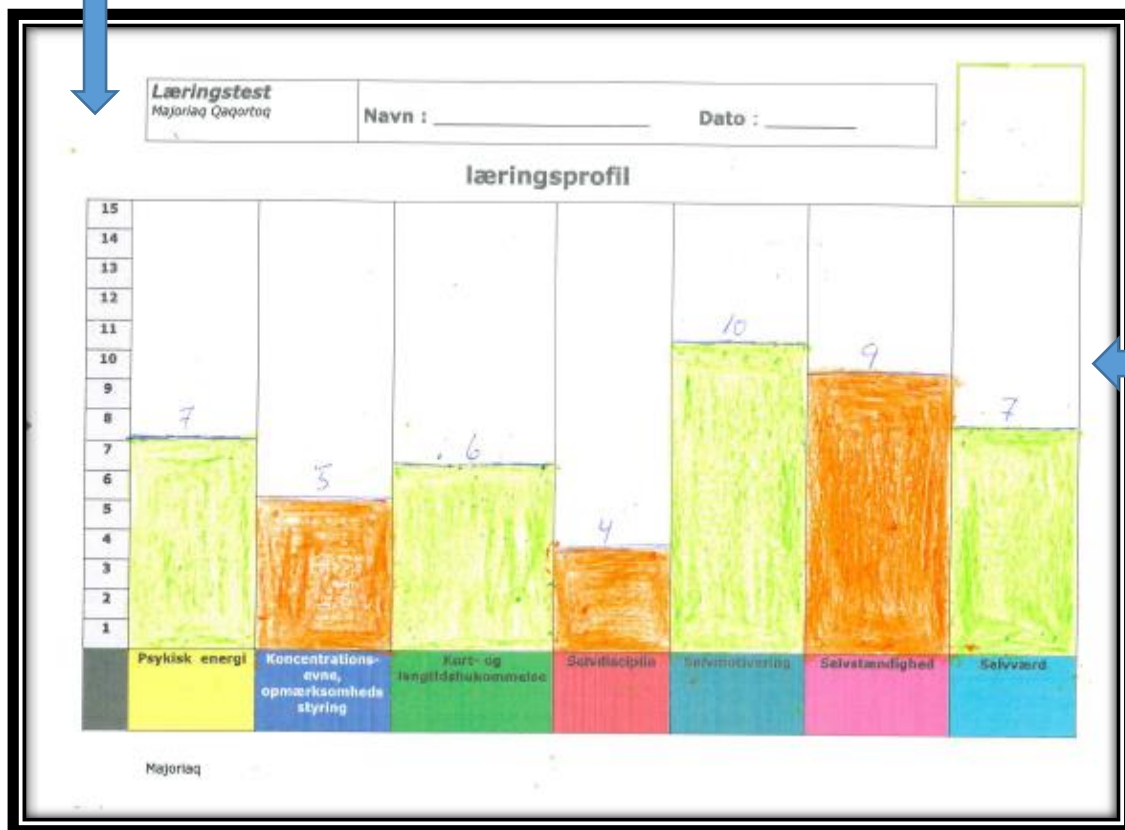 Læringstest
Majoriaq Qaqortoq
Navn : ____________________
Dato : ________
læringsprofil
15
14
13
12
11
10
9
8
7
6
5
4
3
2
1
7
5
6
4
10
9
7
Psykisk energi
Koncentrations-
evne,
opmærksomheds
styring
Kort- og
langtidshukommelse
Selvdisciplin
Selvmotivering
Selvstændighed
Selvværd
Majoriaq